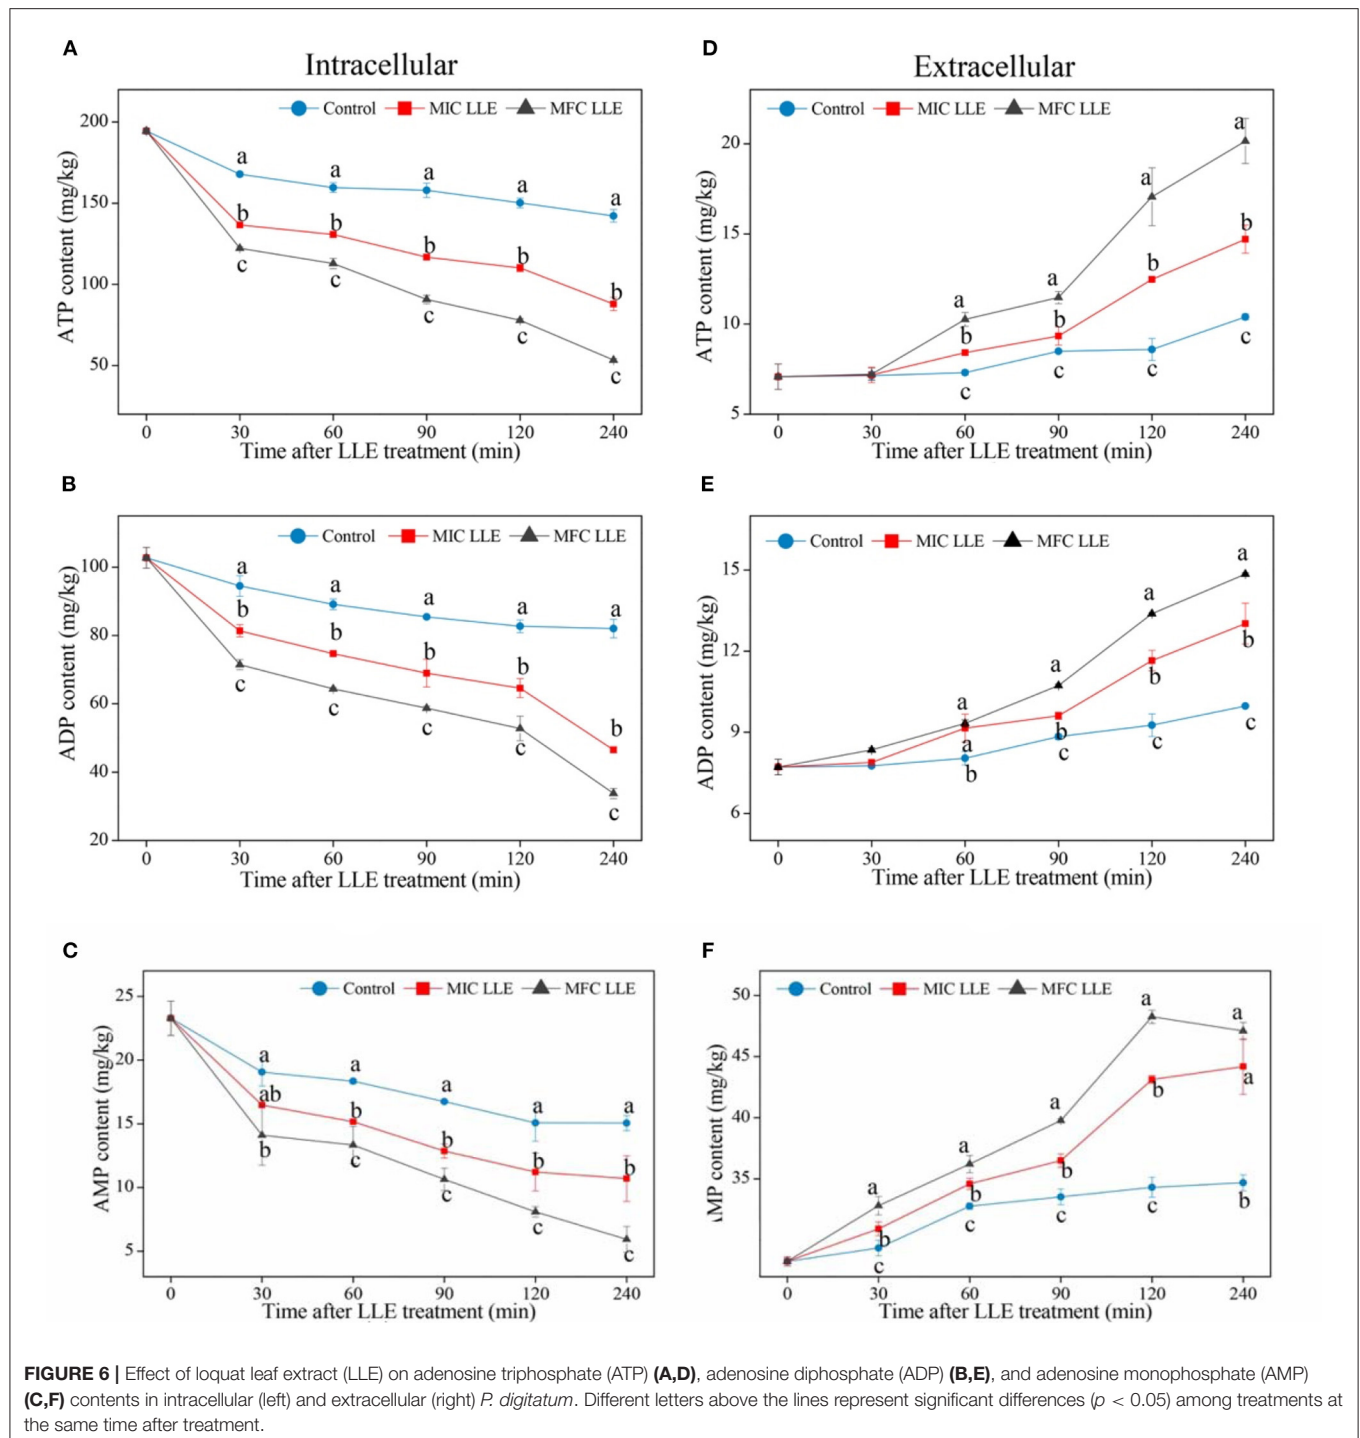 A
Intracellular
Control MIC LLE MFC LLE
200
150
100
50
ATP content (mg/kg)
a a a a a
b b b b b
c c c c c
0 30 60 90 120 240
Time after LLE treatment (min)
D
Extracellular
Control MIC LLE MFC LLE
20
15
10
5
ATP content (mg/kg)
a a a a
b b b b
c c c c
0 30 60 90 120 240
Time after LLE treatment (min)
B
Control MIC LLE MFC LLE
100
80
60
40
20
ADP content (mg/kg)
a a a a a
b b b b b
c c c c c
0 30 60 90 120 240
Time after LLE treatment (min)
E
Control MIC LLE MFC LLE
15
12
9
6
ADP content (mg/kg)
a a a a
a b b b
b c c c
0 30 60 90 120 240
Time after LLE treatment (min)
C
Control MIC LLE MFC LLE
25
20
15
10
5
AMP content (mg/kg)
a a a a a
ab b b b b
b c c c c
0 30 60 90 120 240
Time after LLE treatment (min)
F
Control MIC LLE MFC LLE
50
45
40
35
MP content (mg/kg)
a a a a a
b b b b a
c c c c b
0 30 60 90 120 240
Time after LLE treatment (min)
FIGURE 6 | Effect of loquat leaf extract (LLE) on adenosine triphosphate (ATP) (A,D), adenosine diphosphate (ADP) (B,E), and adenosine monophosphate (AMP)
(C,F) contents in intracellular (left) and extracellular (right) P. digitatum. Different letters above the lines represent significant differences (p < 0.05) among treatments at
the same time after treatment.